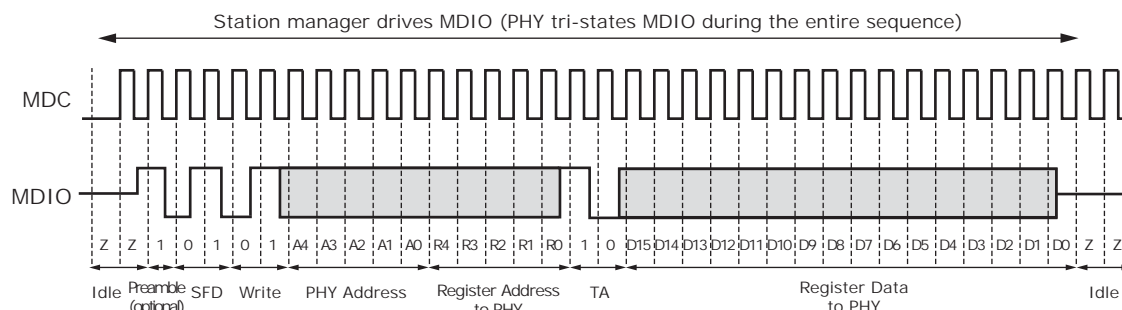 Station manager drives MDIO (PHY tri-states MDIO during the entire sequence)
MDC
MDIO
Z Z 1 0 1 0 1 A4 A3 A2 A1 A0 R4 R3 R2 R1 R0 1 0 D15 D14 D13 D12 D11 D10 D9 D8 D7 D6 D5 D4 D3 D2 D1 D0 Z Z
Idle Preamble SFD Write PHY Address Register Address TA Register Data Idle
(optional) to PHY to PHY